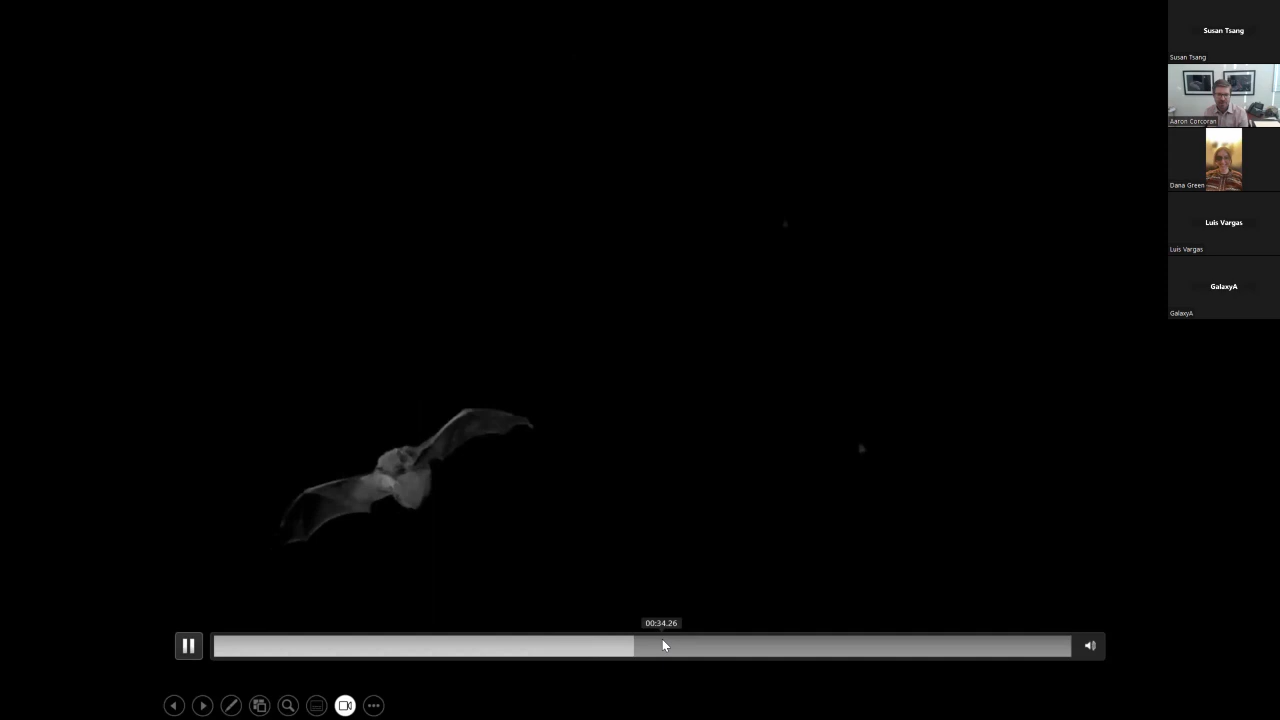 Susan Tsang
Susan Tsang
Aaron Corcoran
Dana Green
Luis Vargas
Luis Vargas
GalaxyA
GalaxyA
00:34.26